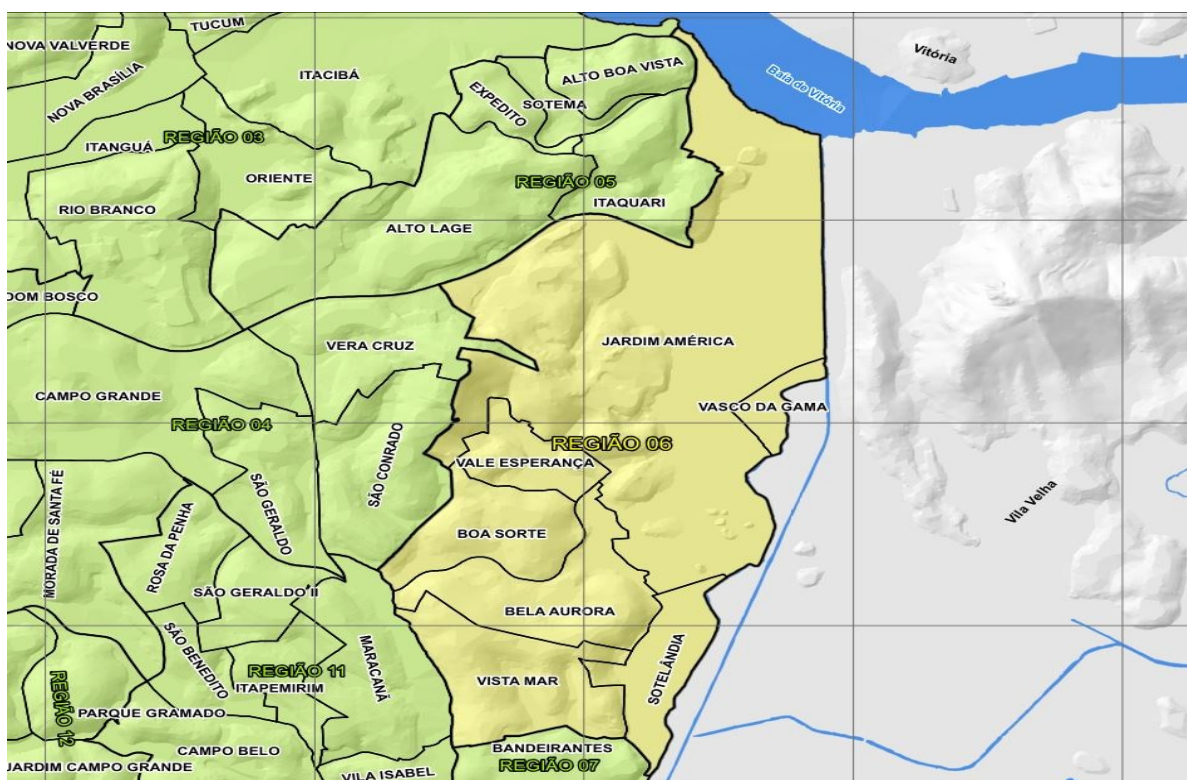 TUCUM
NOVA VALVERDE
NOVA BRASÍLIA
ITACIBÁ
ALTO BOA VISTA
EXPEDITO
SOTEMA
Vitória
Baía de Vitória
ITANGUÁ
REGIÃO 03
ORIENTE
REGIÃO 05
ITAQUARI
RIO BRANCO
ALTO LAGE
DOM BOSCO
VERA CRUZ
JARDIM AMÉRICA
CAMPO GRANDE
VASCO DA GAMA
REGIÃO 04
REGIÃO 06
SÃO CONRADO
VALE ESPERANÇA
MORADA DE SANTA FÉ
SÃO GERALDO
Vila Velha
ROSA DA PENHA
BOA SORTE
SÃO GERALDO II
BELA AURORA
SÃO BENEDITO
MARACANÃ
SOTELÂNDIA
REGIÃO 11
ITAPEMIRIM
VISTA MAR
REGIÃO 12
PARQUE GRAMADO
CAMPO BELO
BANDEIRANTES
JARDIM CAMPO GRANDE
VILA ISABEL
REGIÃO 07